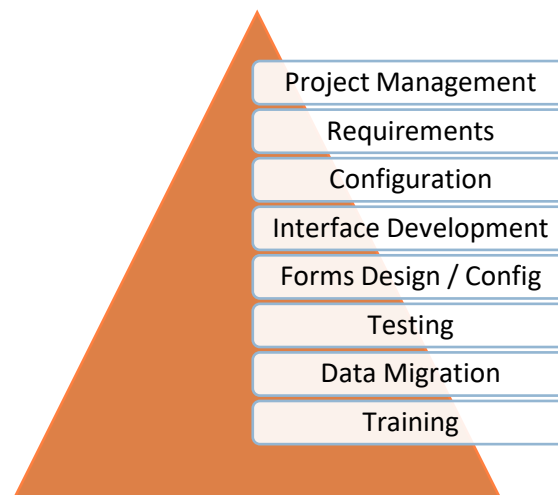 Project Management
Requirements
Configuration
Interface Development
Forms Design / Config
Testing
Data Migration
Training